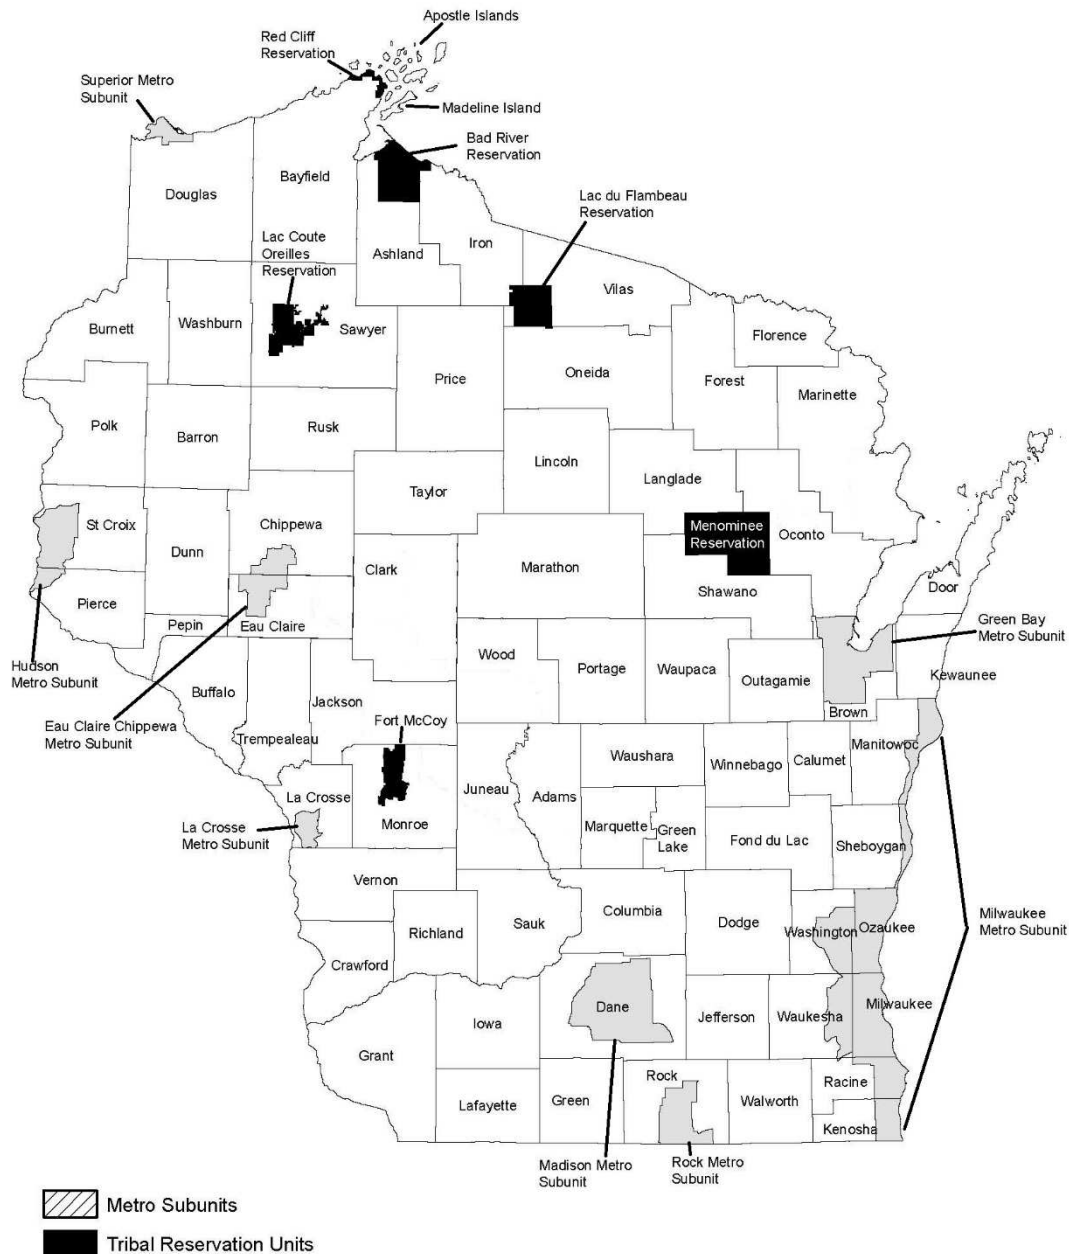 Apostle Islands
Red Cliff
Reservation
Superior Metro
Subunit
Madeline Island
Bad River
Reservation
Bayfield
Douglas
Lac du Flambeau
Reservation
Lac Coute
Oreilles
Reservation
Ashland
Iron
Vilas
Burnett
Washburn
Sawyer
Florence
Price
Oneida
Forest
Marinette
Polk
Barron
Rusk
Lincoln
Langlade
Taylor
St Croix
Chippewa
Menominee
Reservation
Oconto
Dunn
Clark
Marathon
Shawano
Door
Pierce
Pepin
Eau Claire
Green Bay
Metro Subunit
Hudson
Metro Subunit
Wood
Portage
Waupaca
Outagamie
Kewaunee
Buffalo
Jackson
Brown
Eau Claire Chippewa
Metro Subunit
Fort McCoy
Trempealeau
Manitowoc
Waushara
Winnebago
Calumet
Juneau
Adams
La Crosse
La Crosse
Metro Subunit
Monroe
Marquette
Green
Lake
Fond du Lac
Sheboygan
Vernon
Columbia
Dodge
Milwaukee
Metro Subunit
Richland
Sauk
Washington
Ozaukee
Crawford
Dane
Iowa
Jefferson
Waukesha
Milwaukee
Grant
Rock
Racine
Lafayette
Green
Walworth
Kenosha
Madison Metro
Subunit
Rock Metro
Subunit
Metro Subunits
Tribal Reservation Units